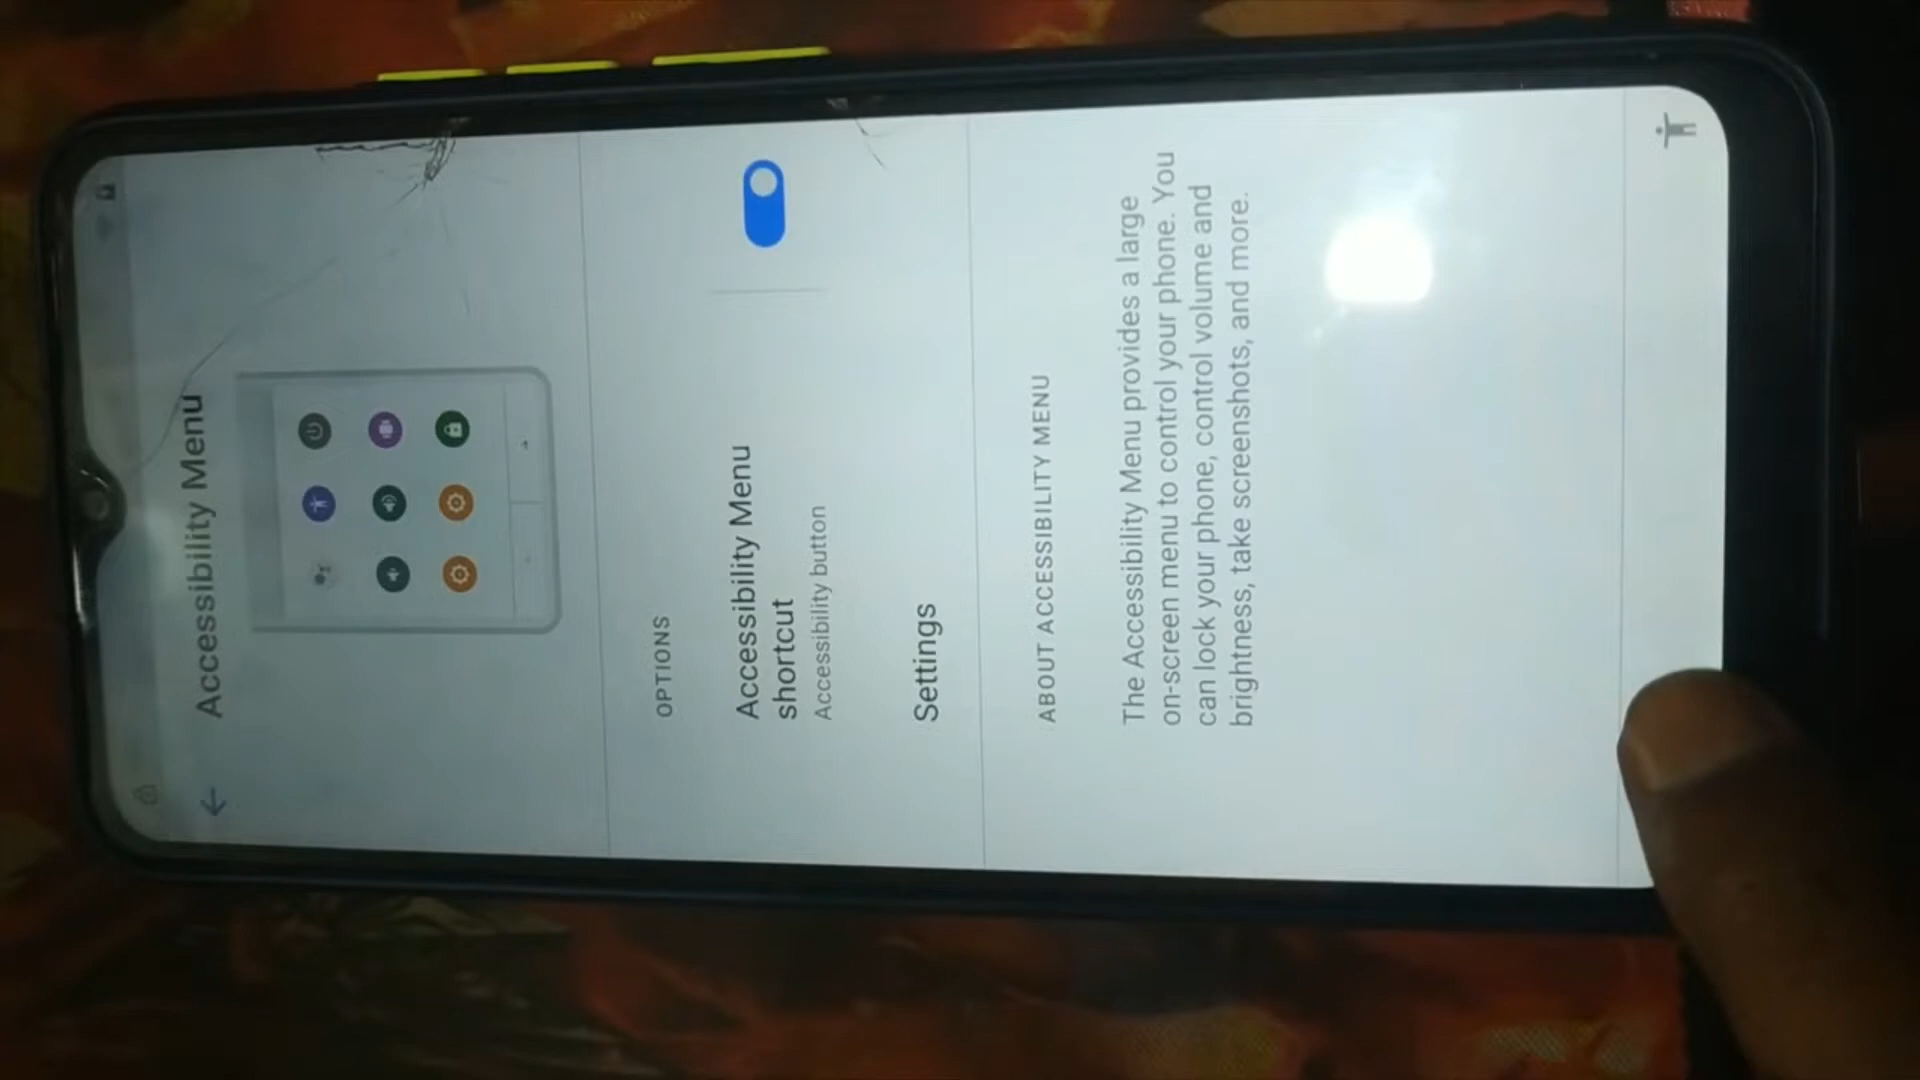 Accessibility Menu
OPTIONS
Accessibility Menu
shortcut
Accessibility button
Settings
ABOUT ACCESSIBILITY MENU
The Accessibility Menu provides a large
on-screen menu to control your phone. You
can lock your phone, control volume and
brightness, take screenshots, and more.